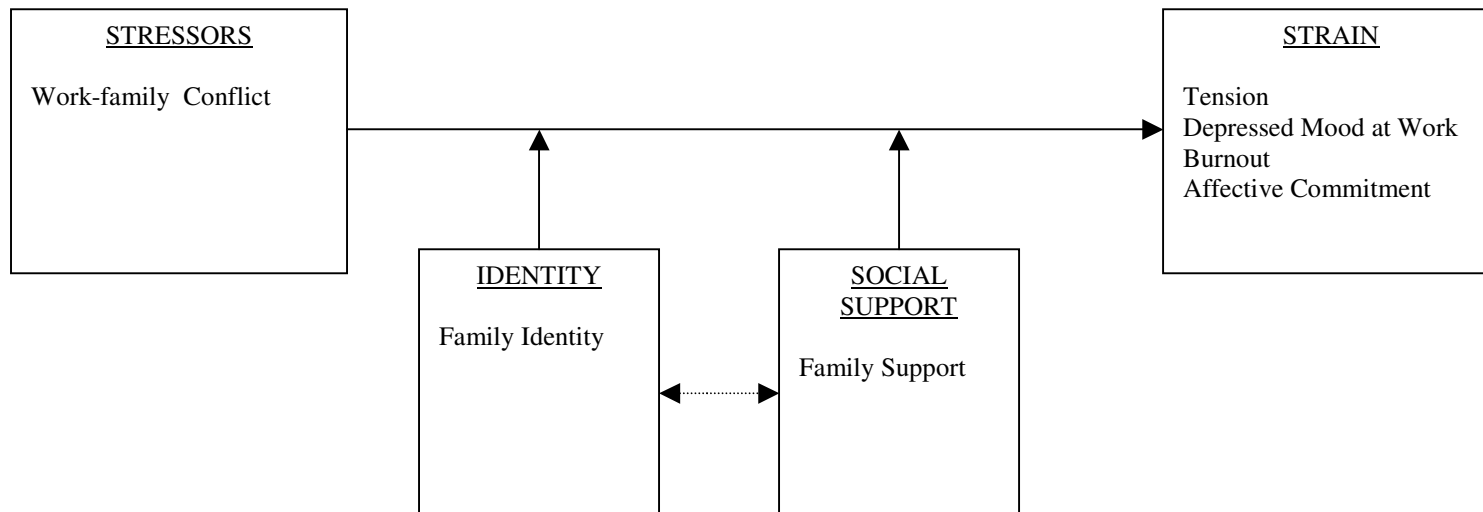 STRESSORS
Work-family  Conflict
STRAIN
Tension
Depressed Mood at Work
Burnout
Affective Commitment
IDENTITY
Family Identity
SOCIAL
SUPPORT
Family Support